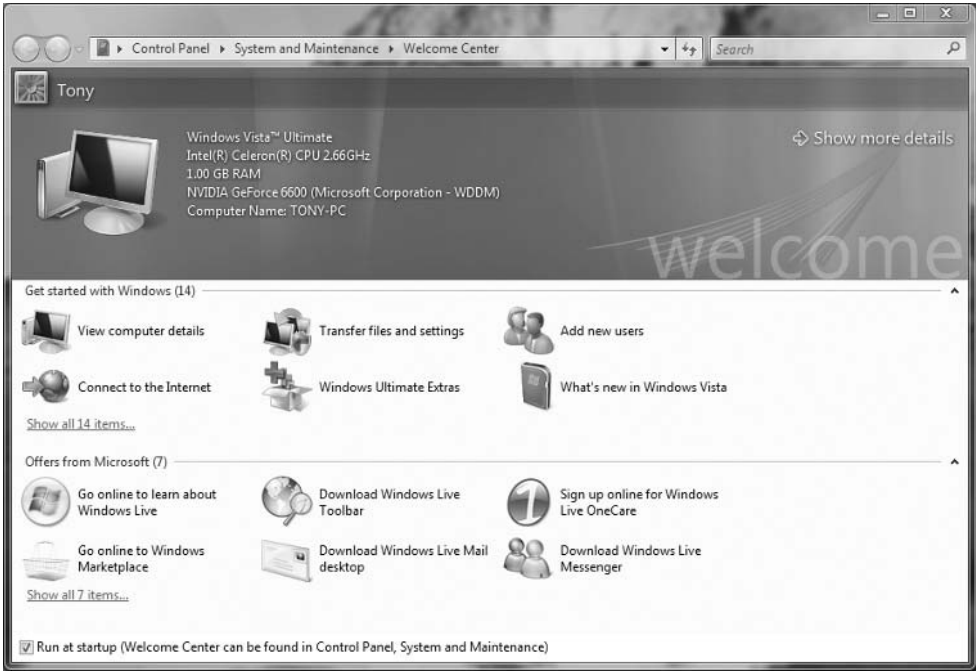 Control Panel ▸ System and Maintenance ▸ Welcome Center
Search
Tony
Windows Vista™ Ultimate
Intel(R) Celeron(R) CPU 2.66GHz
1.00 GB RAM
NVIDIA GeForce 6600 (Microsoft Corporation - WDDM)
Computer Name: TONY-PC
Show more details
welcome
Get started with Windows (14)
View computer details
Transfer files and settings
Add new users
Connect to the Internet
Windows Ultimate Extras
What's new in Windows Vista
Show all 14 items...
Offers from Microsoft (7)
Go online to learn about
Windows Live
Download Windows Live
Toolbar
1
Sign up online for Windows
Live OneCare
Go online to Windows
Marketplace
Download Windows Live Mail
desktop
Download Windows Live
Messenger
Show all 7 items...
Run at startup (Welcome Center can be found in Control Panel, System and Maintenance)